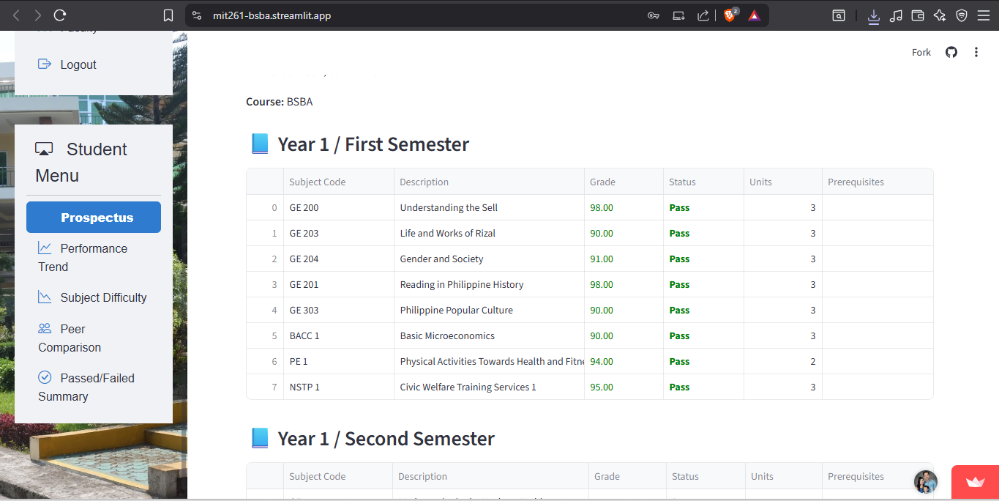 mit261-bsba.streamlit.app
2
Faculty
Logout
Student
Menu
Prospectus
Performance
Trend
Subject Difficulty
Peer
Comparison
Passed/Failed
Summary
Fork
Course: BSBA
Year 1 / First Semester
Subject Code Description Grade Status Units Prerequisites
0 GE 200 Understanding the Sell 98.00 Pass 3
1 GE 203 Life and Works of Rizal 90.00 Pass 3
2 GE 204 Gender and Society 91.00 Pass 3
3 GE 201 Reading in Philippine History 98.00 Pass 3
4 GE 303 Philippine Popular Culture 90.00 Pass 3
5 BACC 1 Basic Microeconomics 90.00 Pass 3
6 PE 1 Physical Activities Towards Health and Fitne 94.00 Pass 2
7 NSTP 1 Civic Welfare Training Services 1 95.00 Pass 3
Year 1 / Second Semester
Subject Code Description Grade Status Units Prerequisites